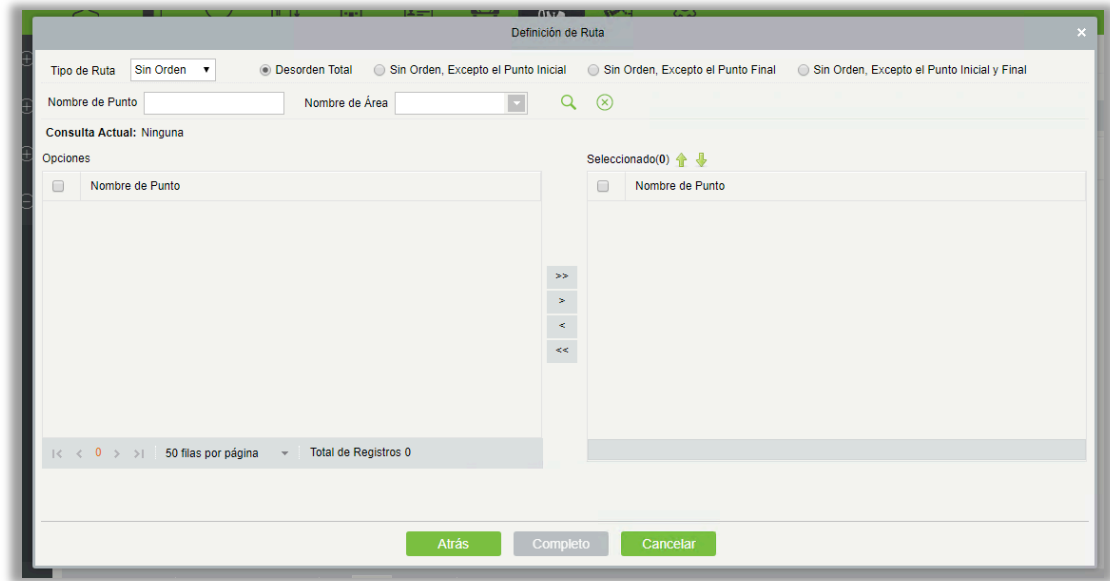 Definición de Ruta ×
Tipo de Ruta Sin Orden ▼ Desorden Total Sin Orden, Excepto el Punto Inicial Sin Orden, Excepto el Punto Final Sin Orden, Excepto el Punto Inicial y Final
Nombre de Punto Nombre de Área
Consulta Actual: Ninguna
Opciones Seleccionado(0)
Nombre de Punto Nombre de Punto
>>
>
<
<<
|< < 0 > >| 50 filas por página Total de Registros 0
Atrás Completo Cancelar